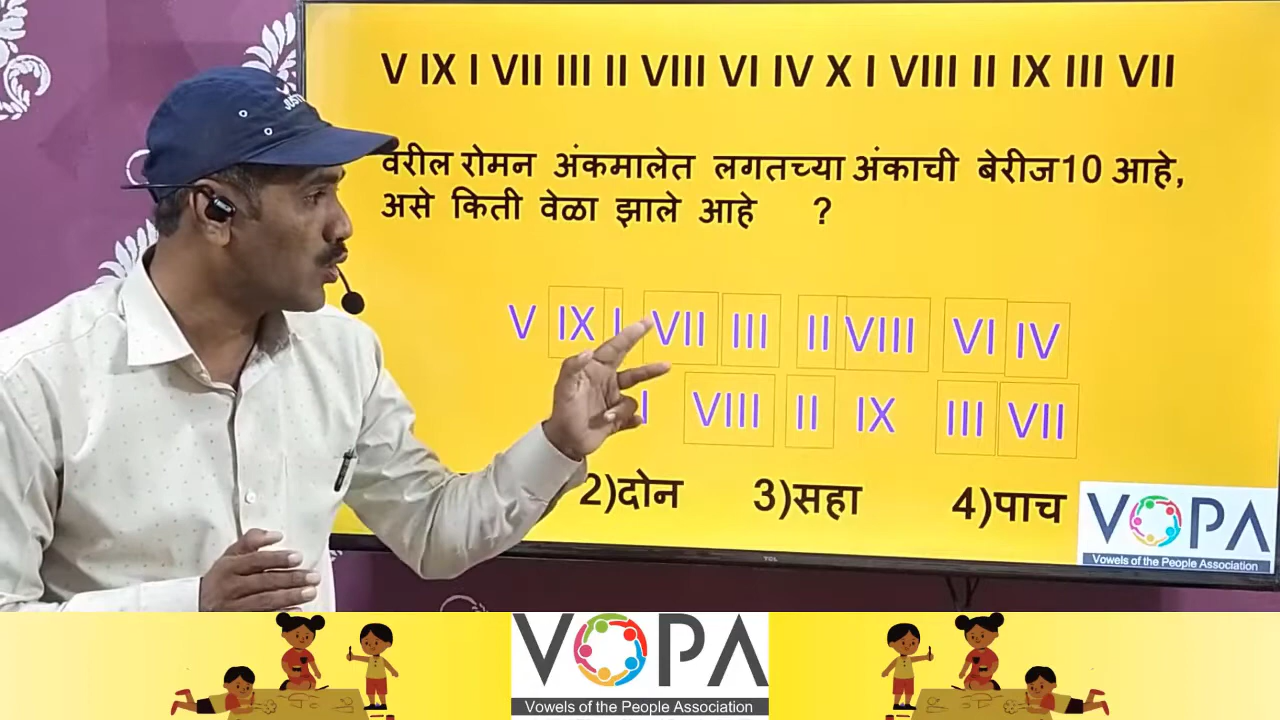 V IX I VII III II VIII VI IV X I VIII II IX III VII
वरील रोमन अंकमालेत लगतच्या अंकाची बेरीज10 आहे,
असे किती वेळा झाले आहे ?
V IX I VII III II VIII VI IV
I VIII II IX III VII
2)दोन 3)सहा 4)पाच
VOPA
Vowels of the People Association
TCL
VOPA
Vowels of the People Association